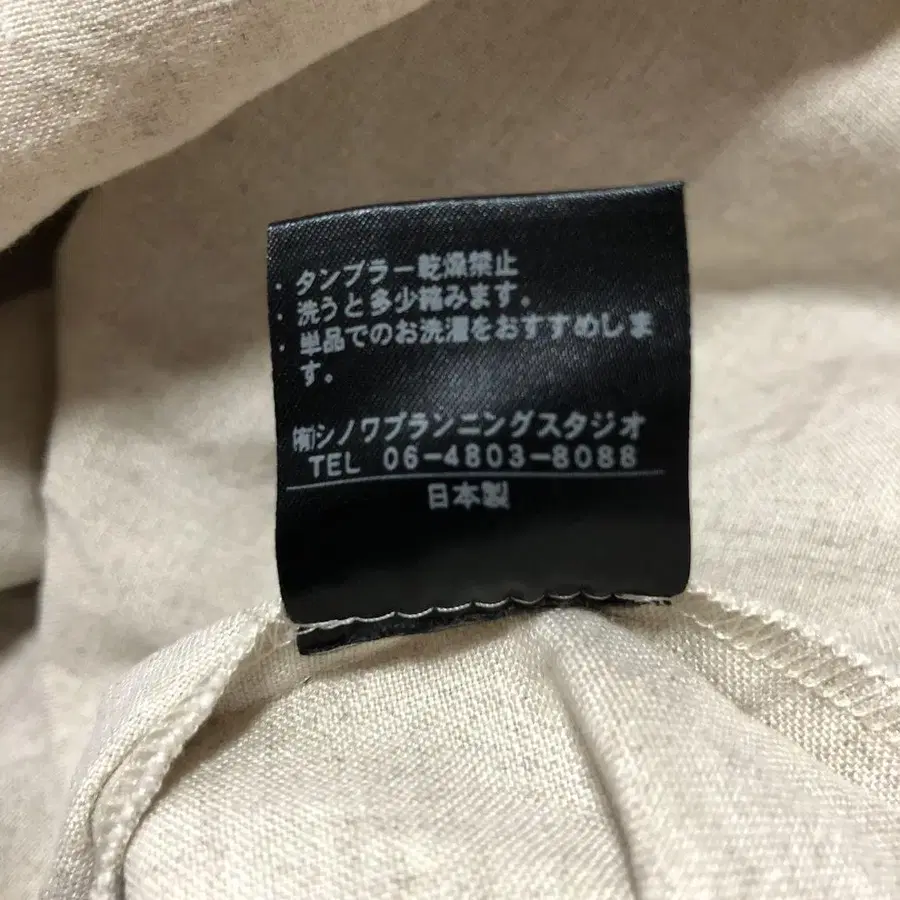 ・タンブラー乾燥禁止
・洗うと多少縮みます。
・単品でのお洗濯をおすすめしま
す。
㈲シノワプランニングスタジオ
TEL 06-4803-8088
日本製